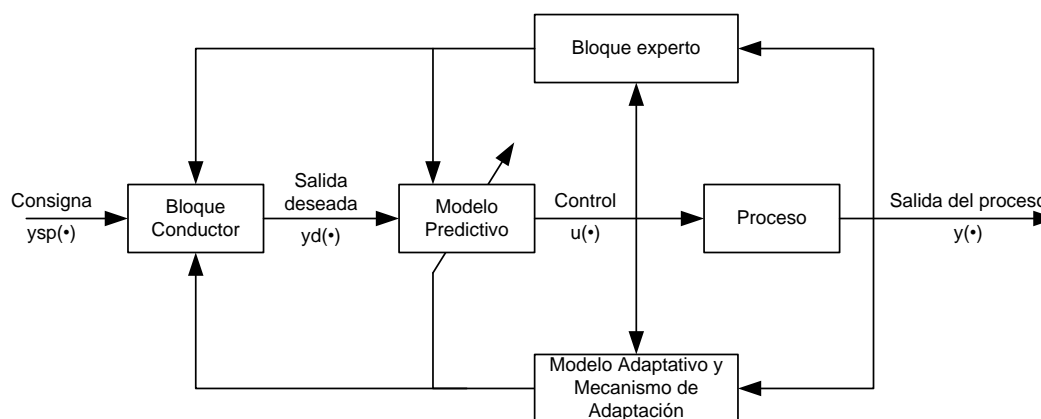 Bloque experto
Consigna
ysp(•)
Bloque
Conductor
Salida
deseada
yd(•)
Modelo
Predictivo
Control
u(•)
Proceso
Salida del proceso
y(•)
Modelo Adaptativo y
Mecanismo de
Adaptación